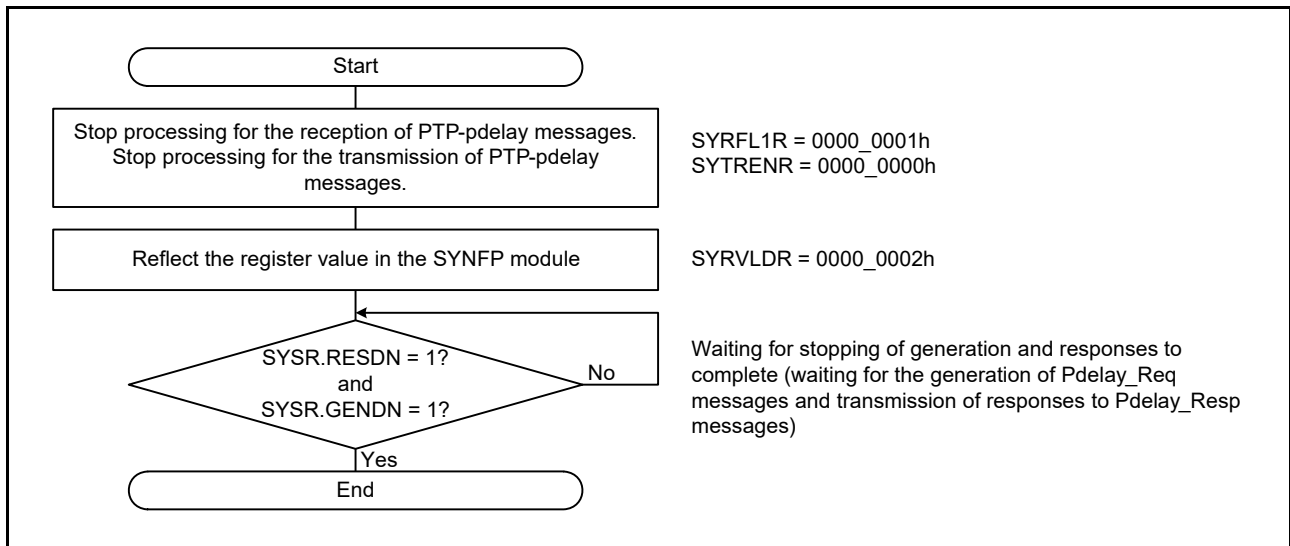 Start
Stop processing for the reception of PTP-pdelay messages.
Stop processing for the transmission of PTP-pdelay
messages.
SYRFL1R = 0000_0001h
SYTRENR = 0000_0000h
Reflect the register value in the SYNFP module
SYRVLDR = 0000_0002h
SYSR.RESDN = 1?
and
SYSR.GENDN = 1?
No
Waiting for stopping of generation and responses to
complete (waiting for the generation of Pdelay_Req
messages and transmission of responses to Pdelay_Resp
messages)
Yes
End